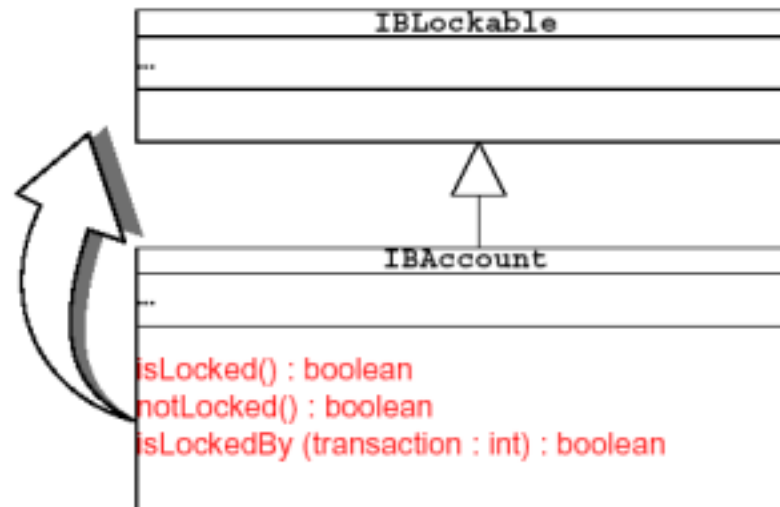 IBLockable
...
IBAccount
...
isLocked() : boolean
notLocked() : boolean
isLockedBy (transaction : int) : boolean